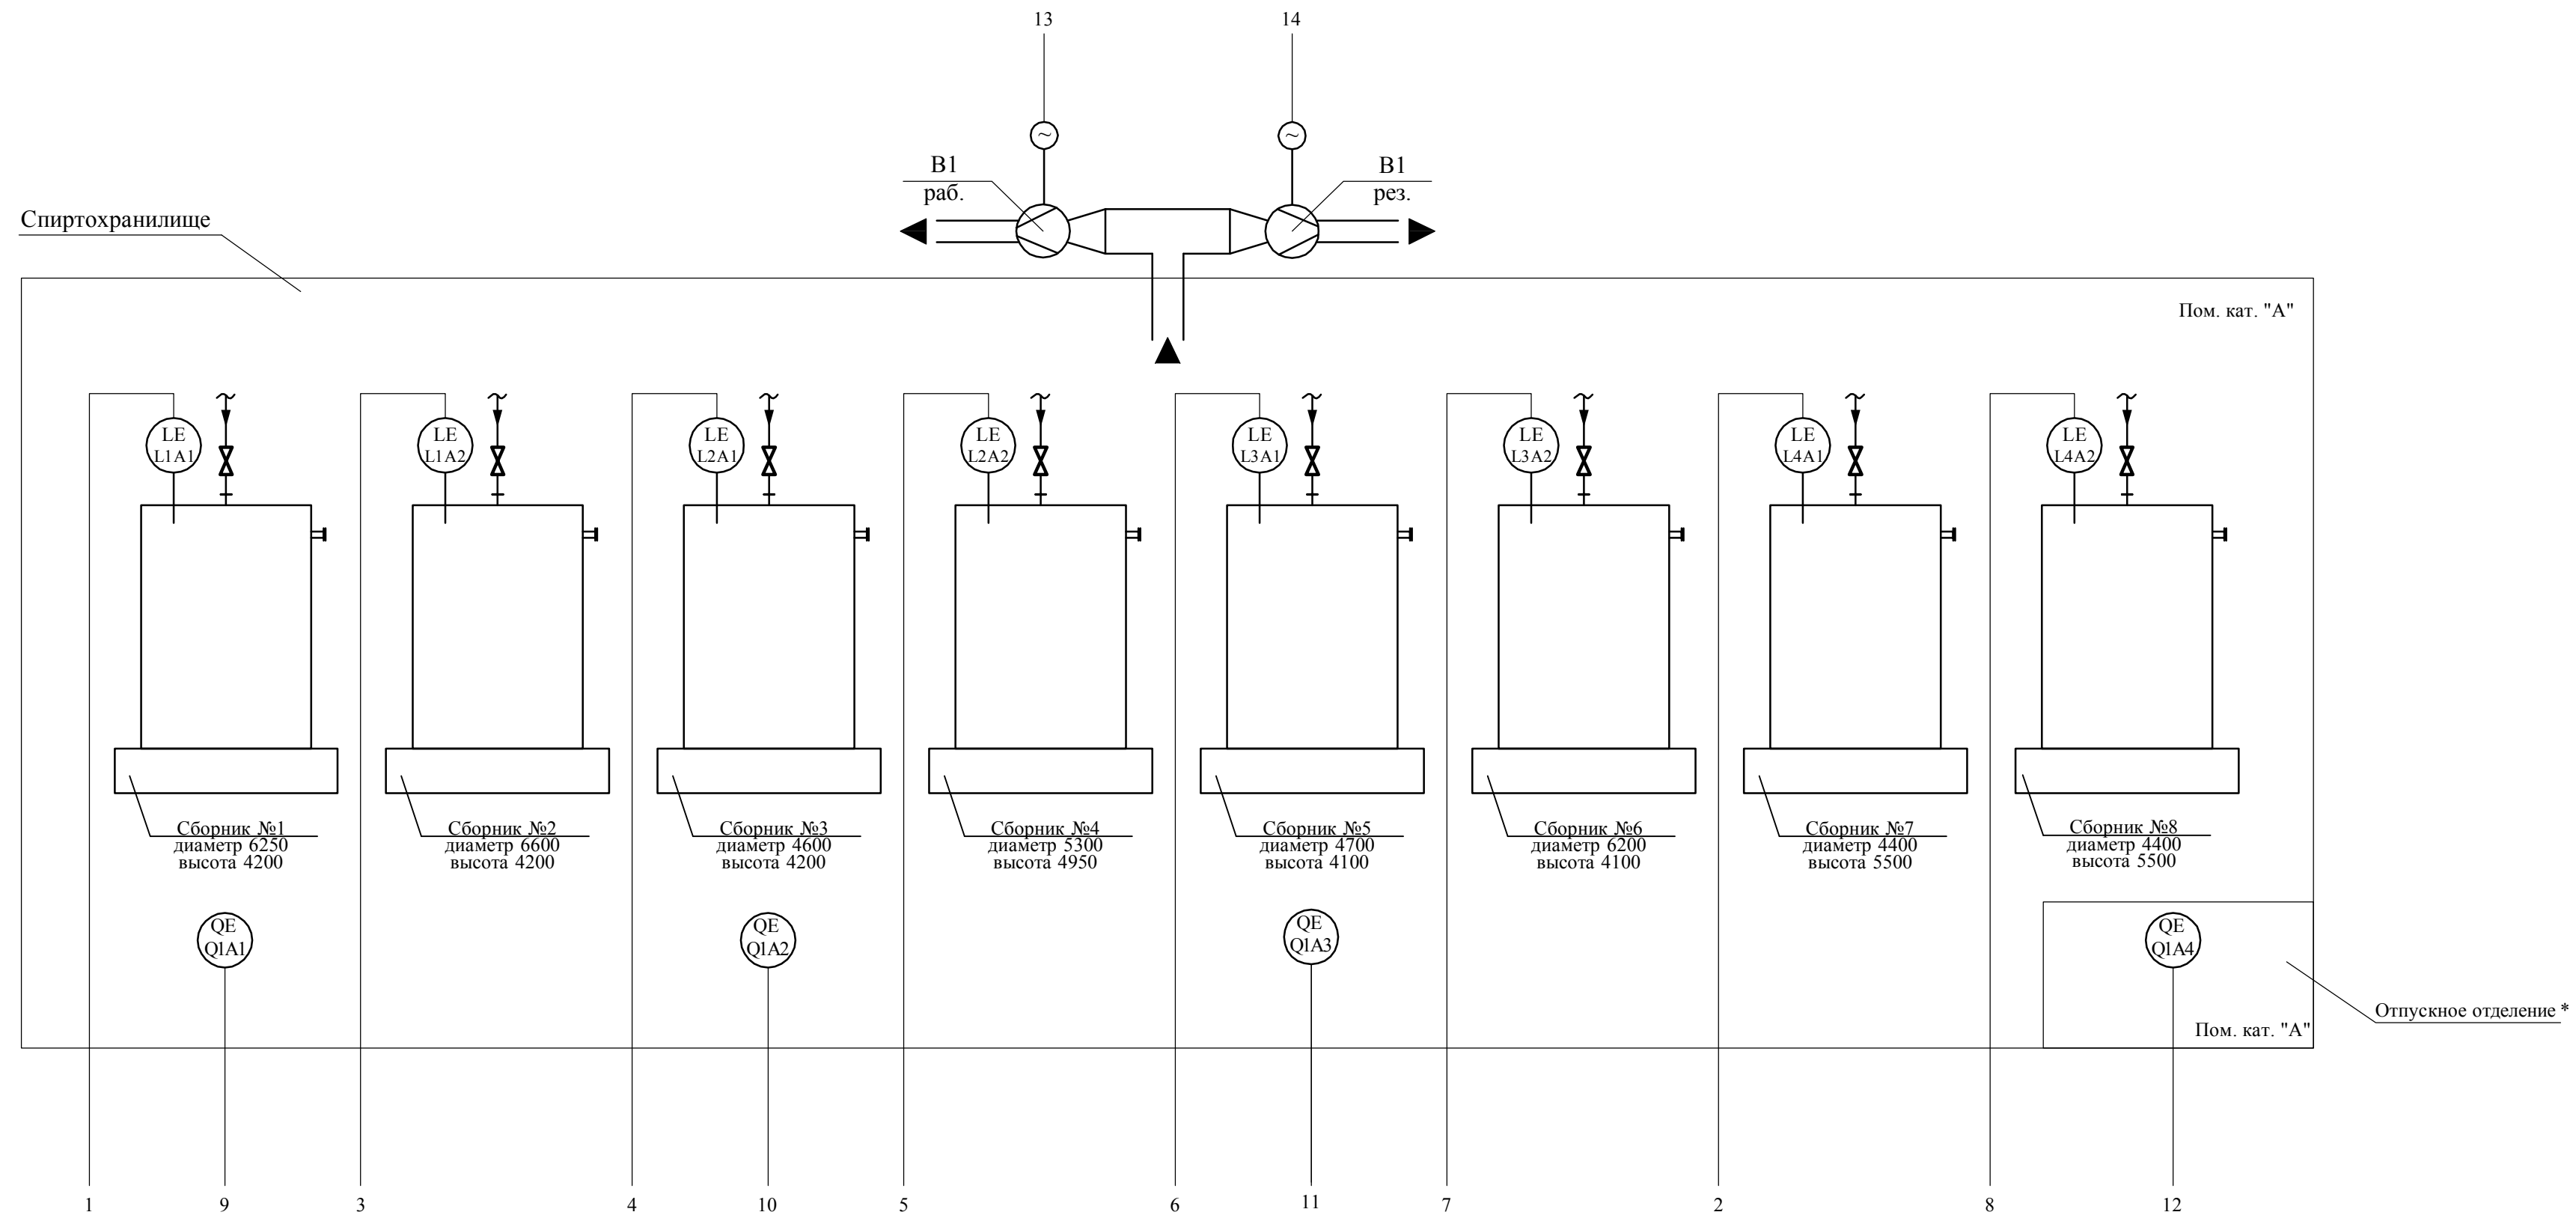 13
14
~
~
В1
раб.
В1
рез.
Спиртохранилище
Пом. кат. "А"
LE
L1A1
LE
L1A2
LE
L2A1
LE
L2A2
LE
L3A1
LE
L3A2
LE
L4A1
LE
L4A2
Сборник №1
диаметр 6250
высота 4200
Сборник №2
диаметр 6600
высота 4200
Сборник №3
диаметр 4600
высота 4200
Сборник №4
диаметр 5300
высота 4950
Сборник №5
диаметр 4700
высота 4100
Сборник №6
диаметр 6200
высота 4100
Сборник №7
диаметр 4400
высота 5500
Сборник №8
диаметр 4400
высота 5500
QE
Q1A1
QE
Q1A2
QE
Q1A3
QE
Q1A4
Отпускное отделение *
Пом. кат. "А"
1
9
3
4
10
5
6
11
7
2
8
12